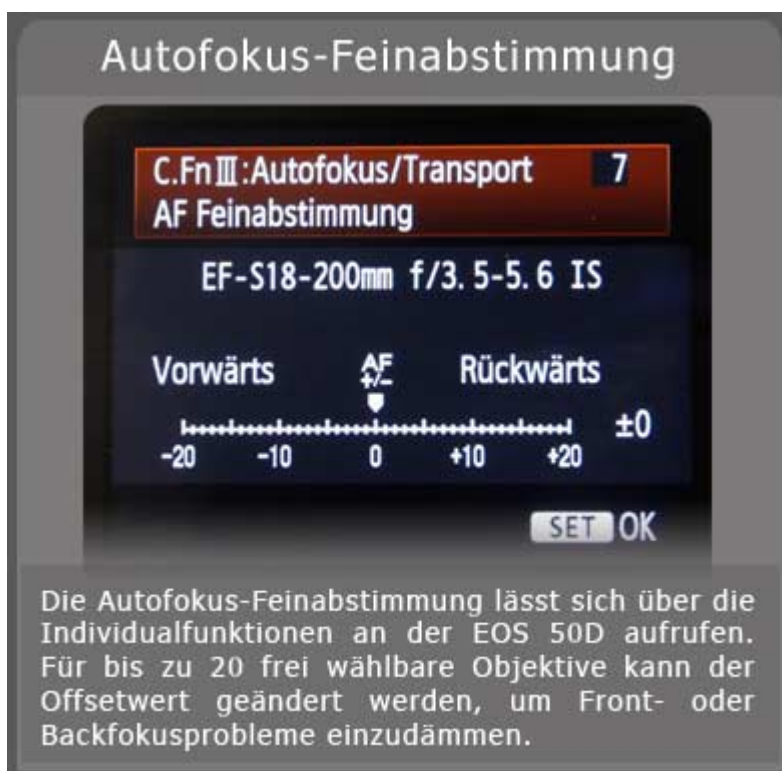 Autofokus-Feinabstimmung
C.FnⅢ:Autofokus/Transport 7
AF Feinabstimmung
EF-S18-200mm f/3.5-5.6 IS
Vorwärts AF +/- Rückwärts
-20 -10 0 +10 +20 ±0
SET OK
Die Autofokus-Feinabstimmung lässt sich über die
Individualfunktionen an der EOS 50D aufrufen.
Für bis zu 20 frei wählbare Objektive kann der
Offsetwert geändert werden, um Front- oder
Backfokusprobleme einzudämmen.